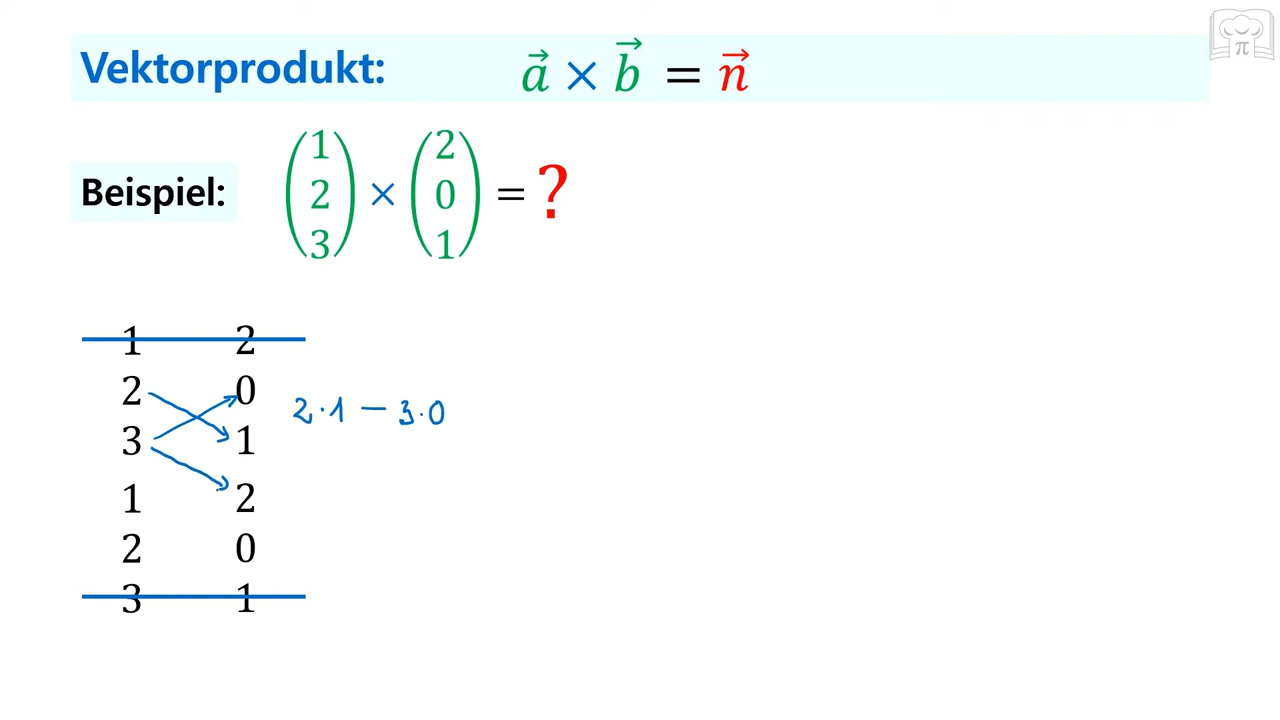 Vektorprodukt: a⃗ × b⃗ = n⃗
Beispiel: (1 2 3) × (2 0 1) = ?
1 2
2 0
2·1 − 3·0
3 1
1 2
2 0
3 1
π